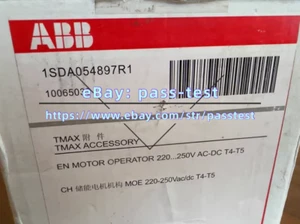 ABB
1SDA054897R1
eBay: pass-test
https://www.ebay.com/str/passtest
TMAX 附 件
TMAX ACCESSORY
EN MOTOR OPERATOR 220...250V AC-DC T4-T5
CH 储能电机机构 MOE 220-250Vac/dc T4-T5